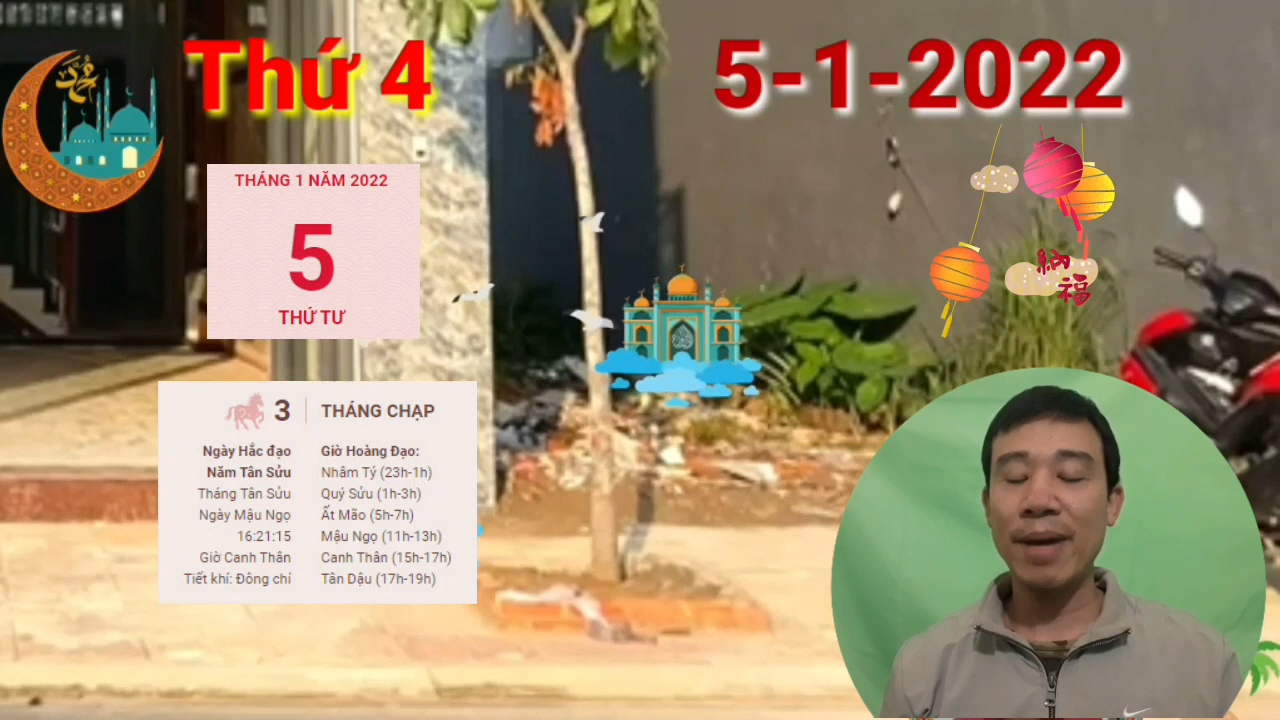 Thứ 4
5-1-2022
THÁNG 1 NĂM 2022
5
THỨ TƯ
納
福
3 THÁNG CHẠP
Ngày Hắc đạo
Năm Tân Sửu
Tháng Tân Sửu
Ngày Mậu Ngọ
16:21:15
Giờ Canh Thân
Tiết khí: Đông chí
Giờ Hoàng Đạo:
Nhâm Tý (23h-1h)
Quý Sửu (1h-3h)
Ất Mão (5h-7h)
Mậu Ngọ (11h-13h)
Canh Thân (15h-17h)
Tân Dậu (17h-19h)